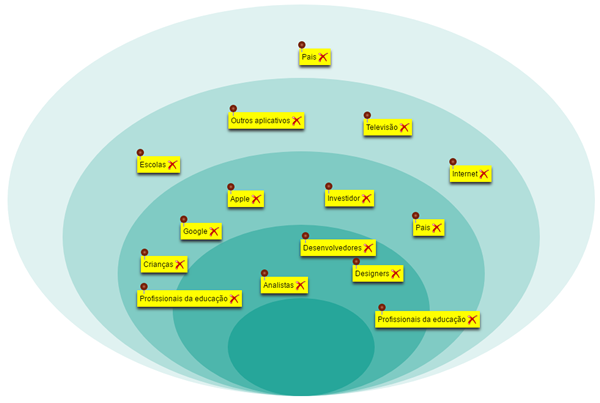 Pais
Outros aplicativos
Televisão
Escolas
Internet
Apple
Investidor
Google
Pais
Desenvolvedores
Crianças
Designers
Analistas
Profissionais da educação
Profissionais da educação